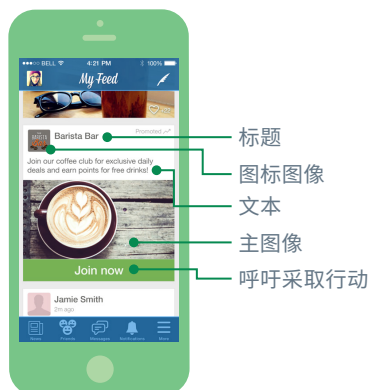 BELL 4:21 PM 100%
My Feed
Barista Bar
Promoted
Join our coffee club for exclusive daily
deals and earn points for free drinks!
Join now
Jamie Smith
2m ago
News Friends Messages Notifications More
标题
图标图像
文本
主图像
呼吁采取行动